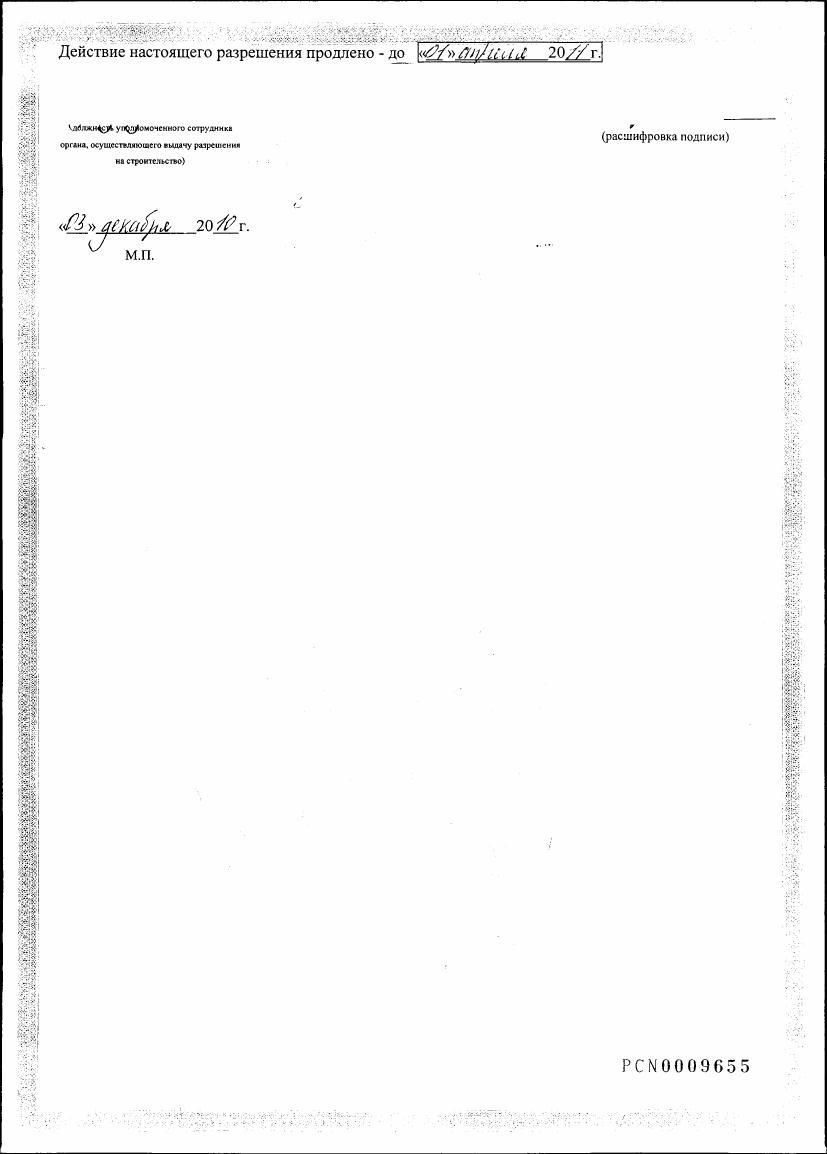 Действие настоящего разрешения продлено - до «01» апреля 2011 г.
(должность уполномоченного сотрудника
органа, осуществляющего выдачу разрешения
на строительство)
(расшифровка подписи)
«03» декабря 2010 г.
М.П.
PCN0009655